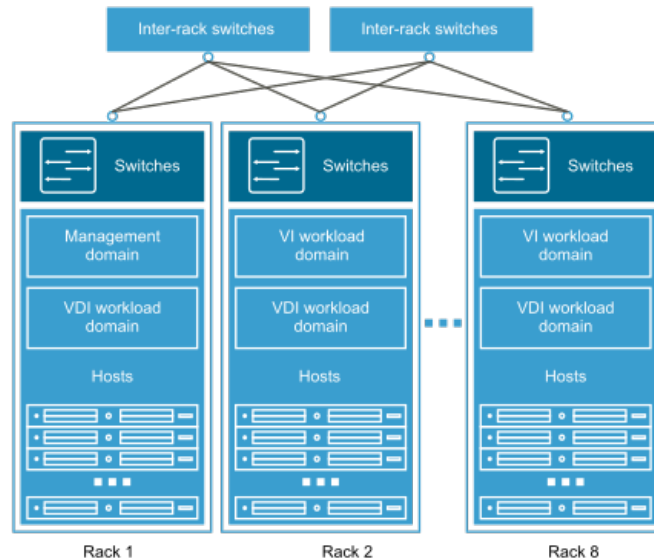 Inter-rack switches
Inter-rack switches
Switches
Switches
Switches
Management
domain
VI workload
domain
VI workload
domain
VDI workload
domain
VDI workload
domain
VDI workload
domain
Hosts
Hosts
Hosts
Rack 1
Rack 2
Rack 8